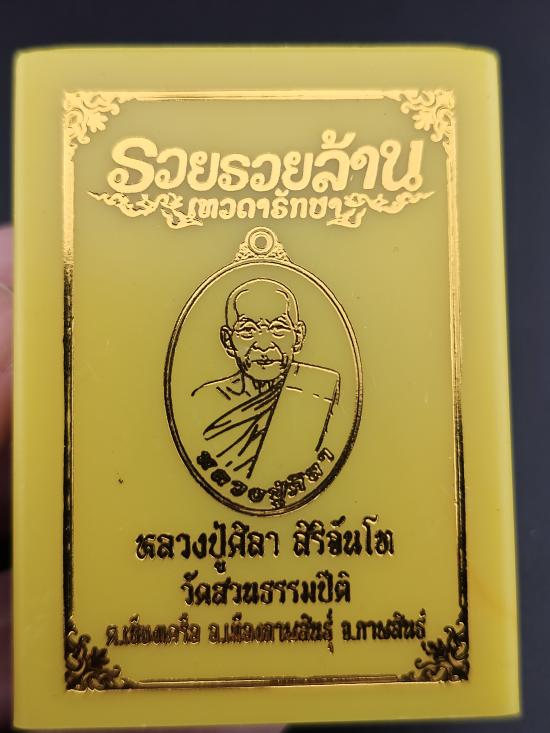 รวยรวยล้าน
เทวดารักษา
หลวงปู่ศิลา
หลวงปู่ศิลา สิริจันโท
วัดสวนธรรมปีติ
ต.เชียงเครือ อ.เมืองกาฬสินธุ์ จ.กาฬสินธุ์